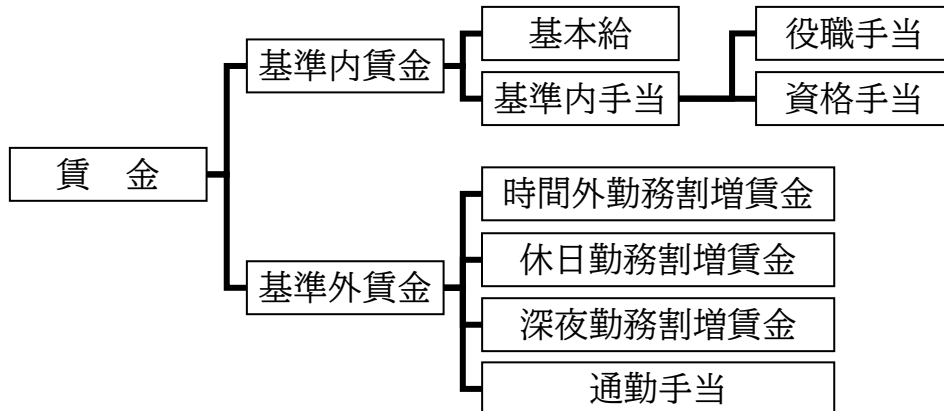 賃　金
基準内賃金
基本給
基準内手当
役職手当
資格手当
基準外賃金
時間外勤務割増賃金
休日勤務割増賃金
深夜勤務割増賃金
通勤手当